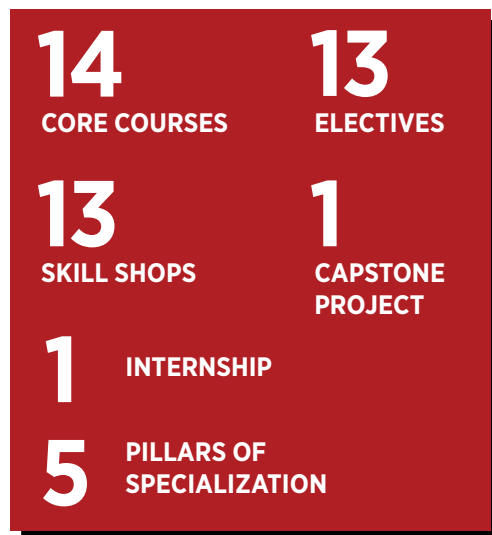 14
CORE COURSES
13
ELECTIVES
13
SKILL SHOPS
1
CAPSTONE
PROJECT
1
INTERNSHIP
5
PILLARS OF
SPECIALIZATION